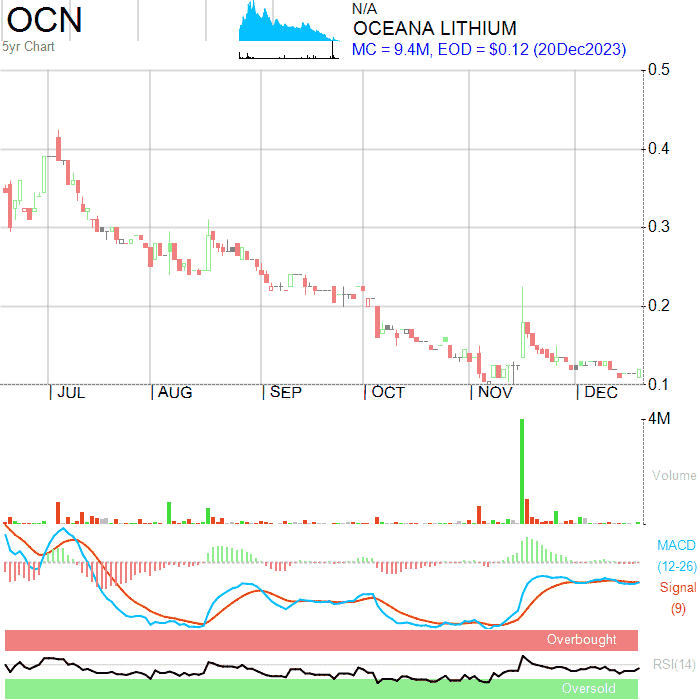 OCN
5yr Chart
N/A
OCEANA LITHIUM
MC = 9.4M, EOD = $0.12 (20Dec2023)
0.5
0.4
0.3
0.2
0.1
JUL AUG SEP OCT NOV DEC
4M
Volume
MACD
(12-26)
Signal
(9)
Overbought
RSI(14)
Oversold